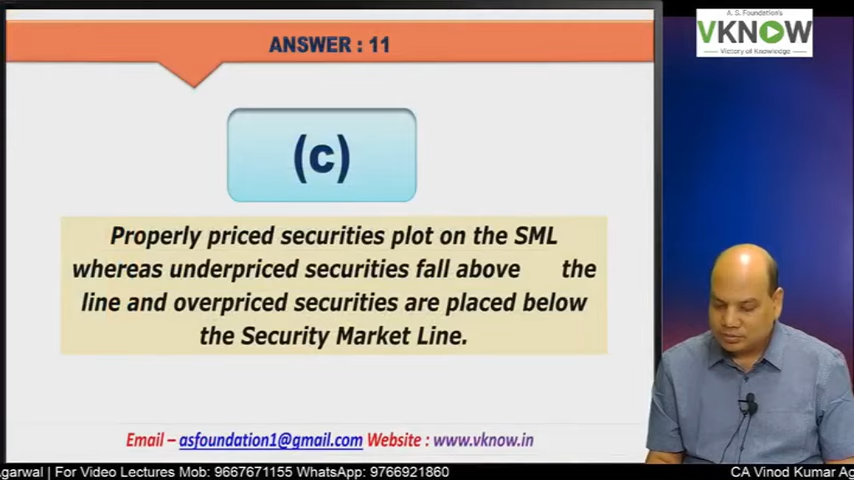 ANSWER : 11
A. S. Foundation's
VKNOW
Victory of Knowledge
(c)
Properly priced securities plot on the SML
whereas underpriced securities fall above the
line and overpriced securities are placed below
the Security Market Line.
Email – asfoundation1@gmail.com Website : www.vknow.in
Agarwal | For Video Lectures Mob: 9667671155 WhatsApp: 9766921860 CA Vinod Kumar Ag